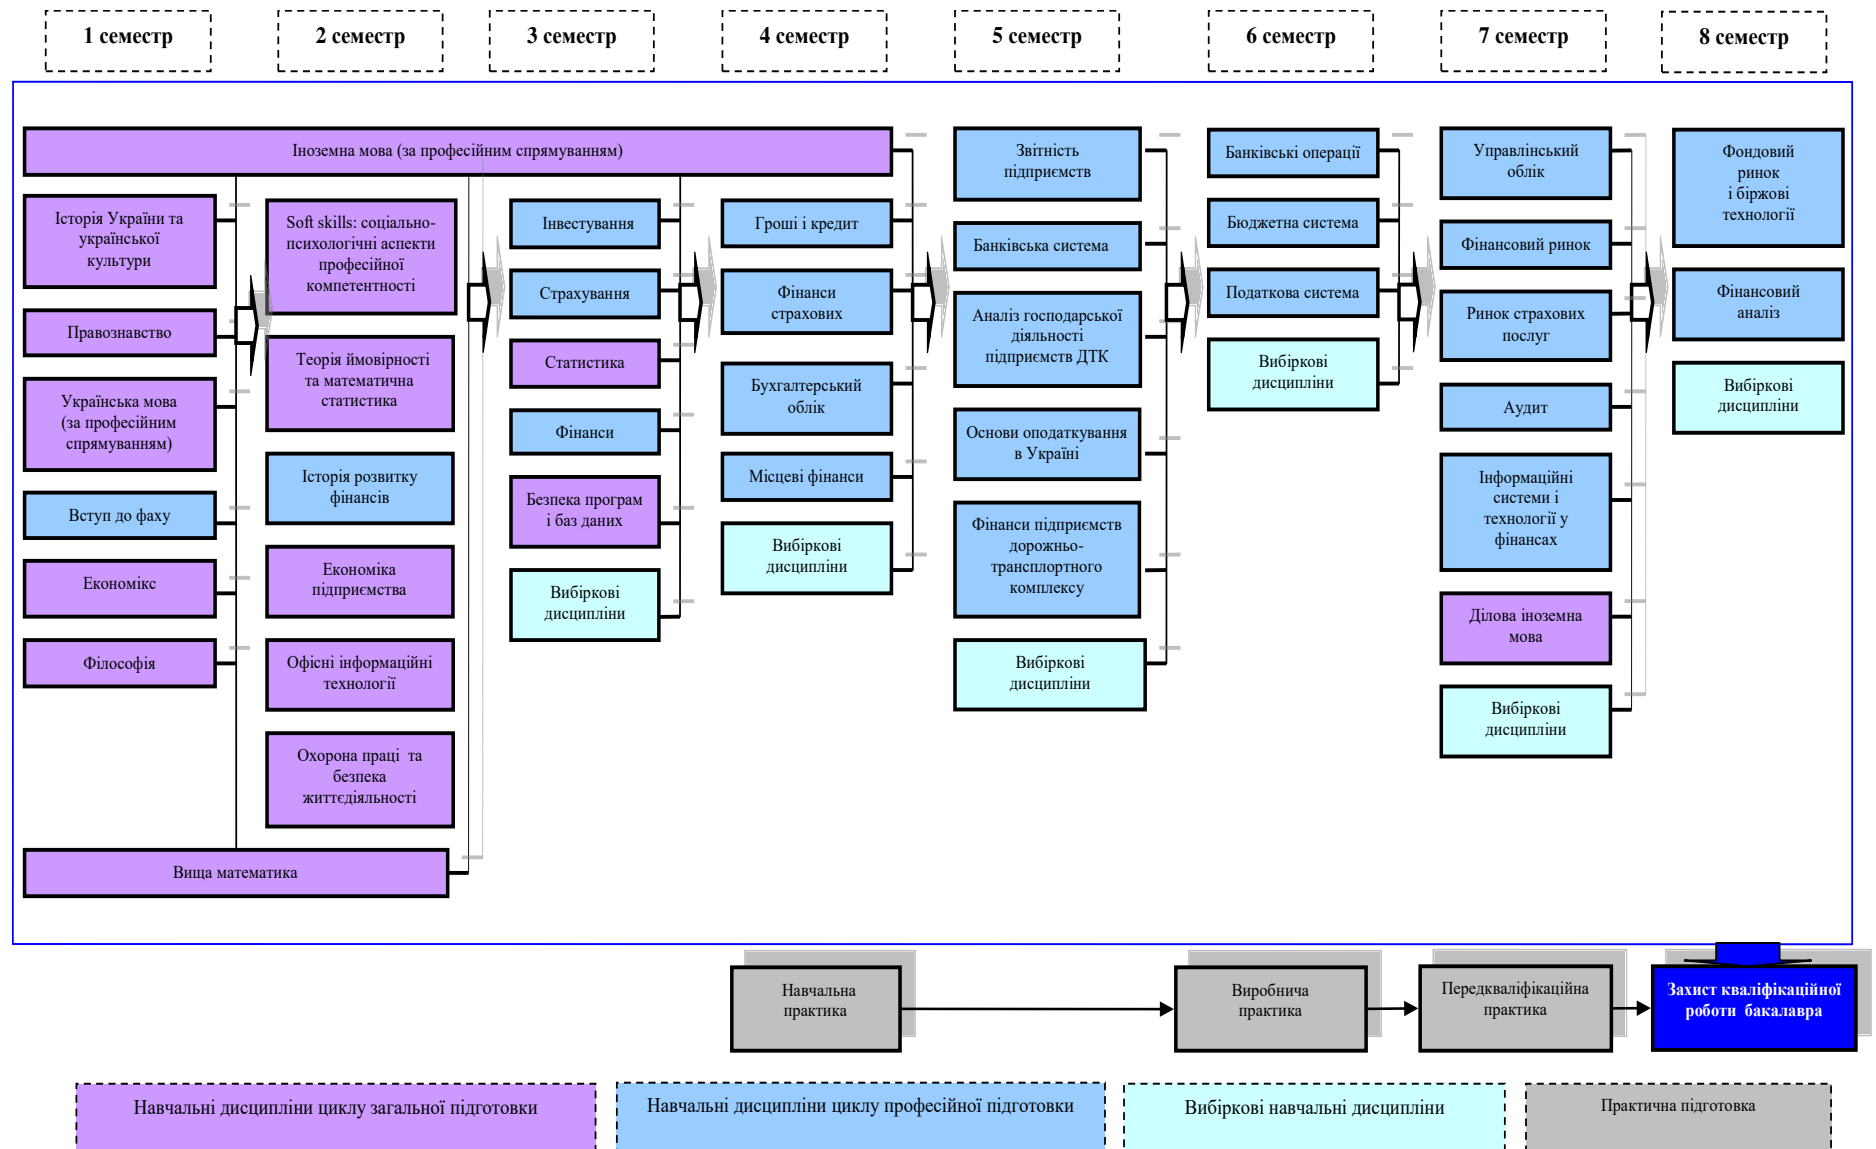 1 семестр
2 семестр
3 семестр
4 семестр
5 семестр
6 семестр
7 семестр
8 семестр
Іноземна мова (за професійним спрямуванням)
Історія України та
української
культури
Правознавство
Українська мова
(за професійним
спрямуванням)
Вступ до фаху
Економікс
Філософія
Soft skills: соціально-
психологічні аспекти
професійної
компетентності
Теорія ймовірності
та математична
статистика
Історія розвитку
фінансів
Економіка
підприємства
Офісні інформаційні
технології
Охорона праці та
безпека
життєдіяльності
Вища математика
Інвестування
Страхування
Статистика
Фінанси
Безпека програм
і баз даних
Вибіркові
дисципліни
Гроші і кредит
Фінанси
страхових
Бухгалтерський
облік
Місцеві фінанси
Вибіркові
дисципліни
Звітність
підприємств
Банківська система
Аналіз господарської
діяльності
підприємств ДТК
Основи оподаткування
в Україні
Фінанси підприємств
дорожньо-
трансплортного
комплексу
Вибіркові
дисципліни
Банківські операції
Бюджетна система
Податкова система
Вибіркові
дисципліни
Управлінський
облік
Фінансовий ринок
Ринок страхових
послуг
Аудит
Інформаційні
системи і
технології у
фінансах
Ділова іноземна
мова
Вибіркові
дисципліни
Фондовий
ринок
і біржові
технології
Фінансовий
аналіз
Вибіркові
дисципліни
Навчальна
практика
Виробнича
практика
Передкваліфікаційна
практика
Захист кваліфікаційної
роботи бакалавра
Навчальні дисципліни циклу загальної підготовки
Навчальні дисципліни циклу професійної підготовки
Вибіркові навчальні дисципліни
Практична підготовка